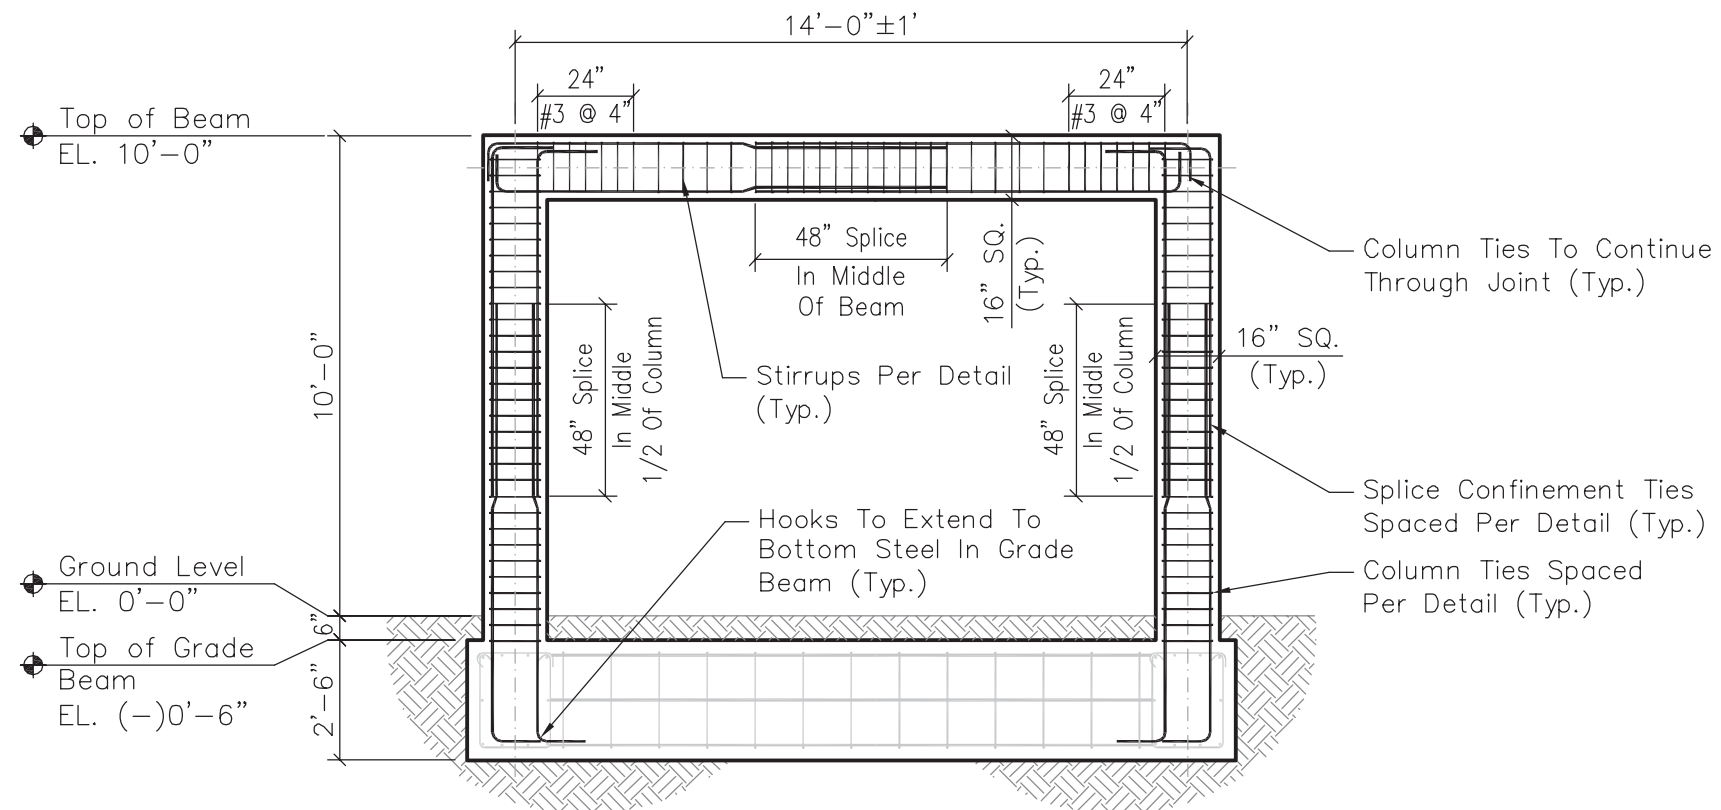 14'-0"±1'
24"
#3 @ 4"
24"
#3 @ 4"
Top of Beam
EL. 10'-0"
48" Splice
In Middle
Of Beam
16" SQ.
(Typ.)
Column Ties To Continue
Through Joint (Typ.)
10'-0"
48" Splice
In Middle
1/2 Of Column
Stirrups Per Detail
(Typ.)
48" Splice
In Middle
1/2 Of Column
16" SQ.
(Typ.)
Splice Confinement Ties
Spaced Per Detail (Typ.)
Hooks To Extend To
Bottom Steel In Grade
Beam (Typ.)
Column Ties Spaced
Per Detail (Typ.)
Ground Level
EL. 0'-0"
6"
Top of Grade
Beam
EL. (-)0'-6"
2'-6"